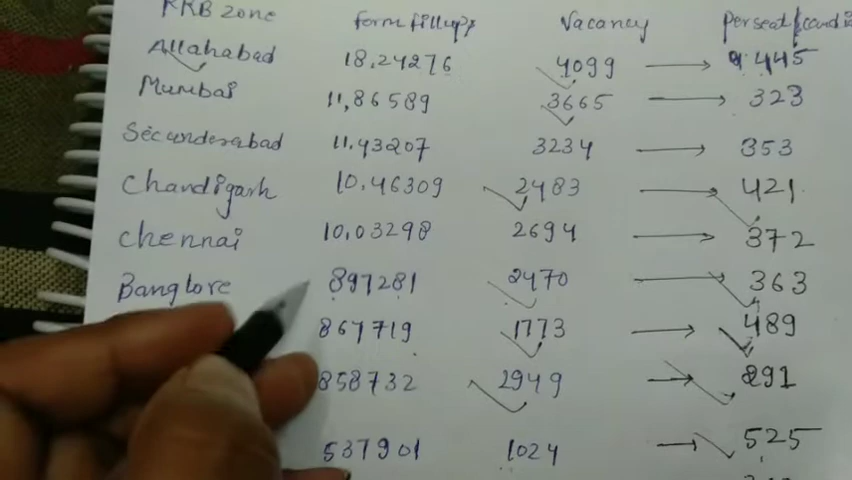 RRB zone form fillups Vacancy Per seat/candi
Allahabad 18,24276 4099 → 445
Mumbai 11,86589 3665 → 323
Secunderabad 11,43207 3234 → 353
Chandigarh 10,46309 2483 → 421
Chennai 10,03298 2694 → 372
Banglore 897281 2470 → 363
867719 1773 → 489
858732 2949 → 291
537901 1024 → 525